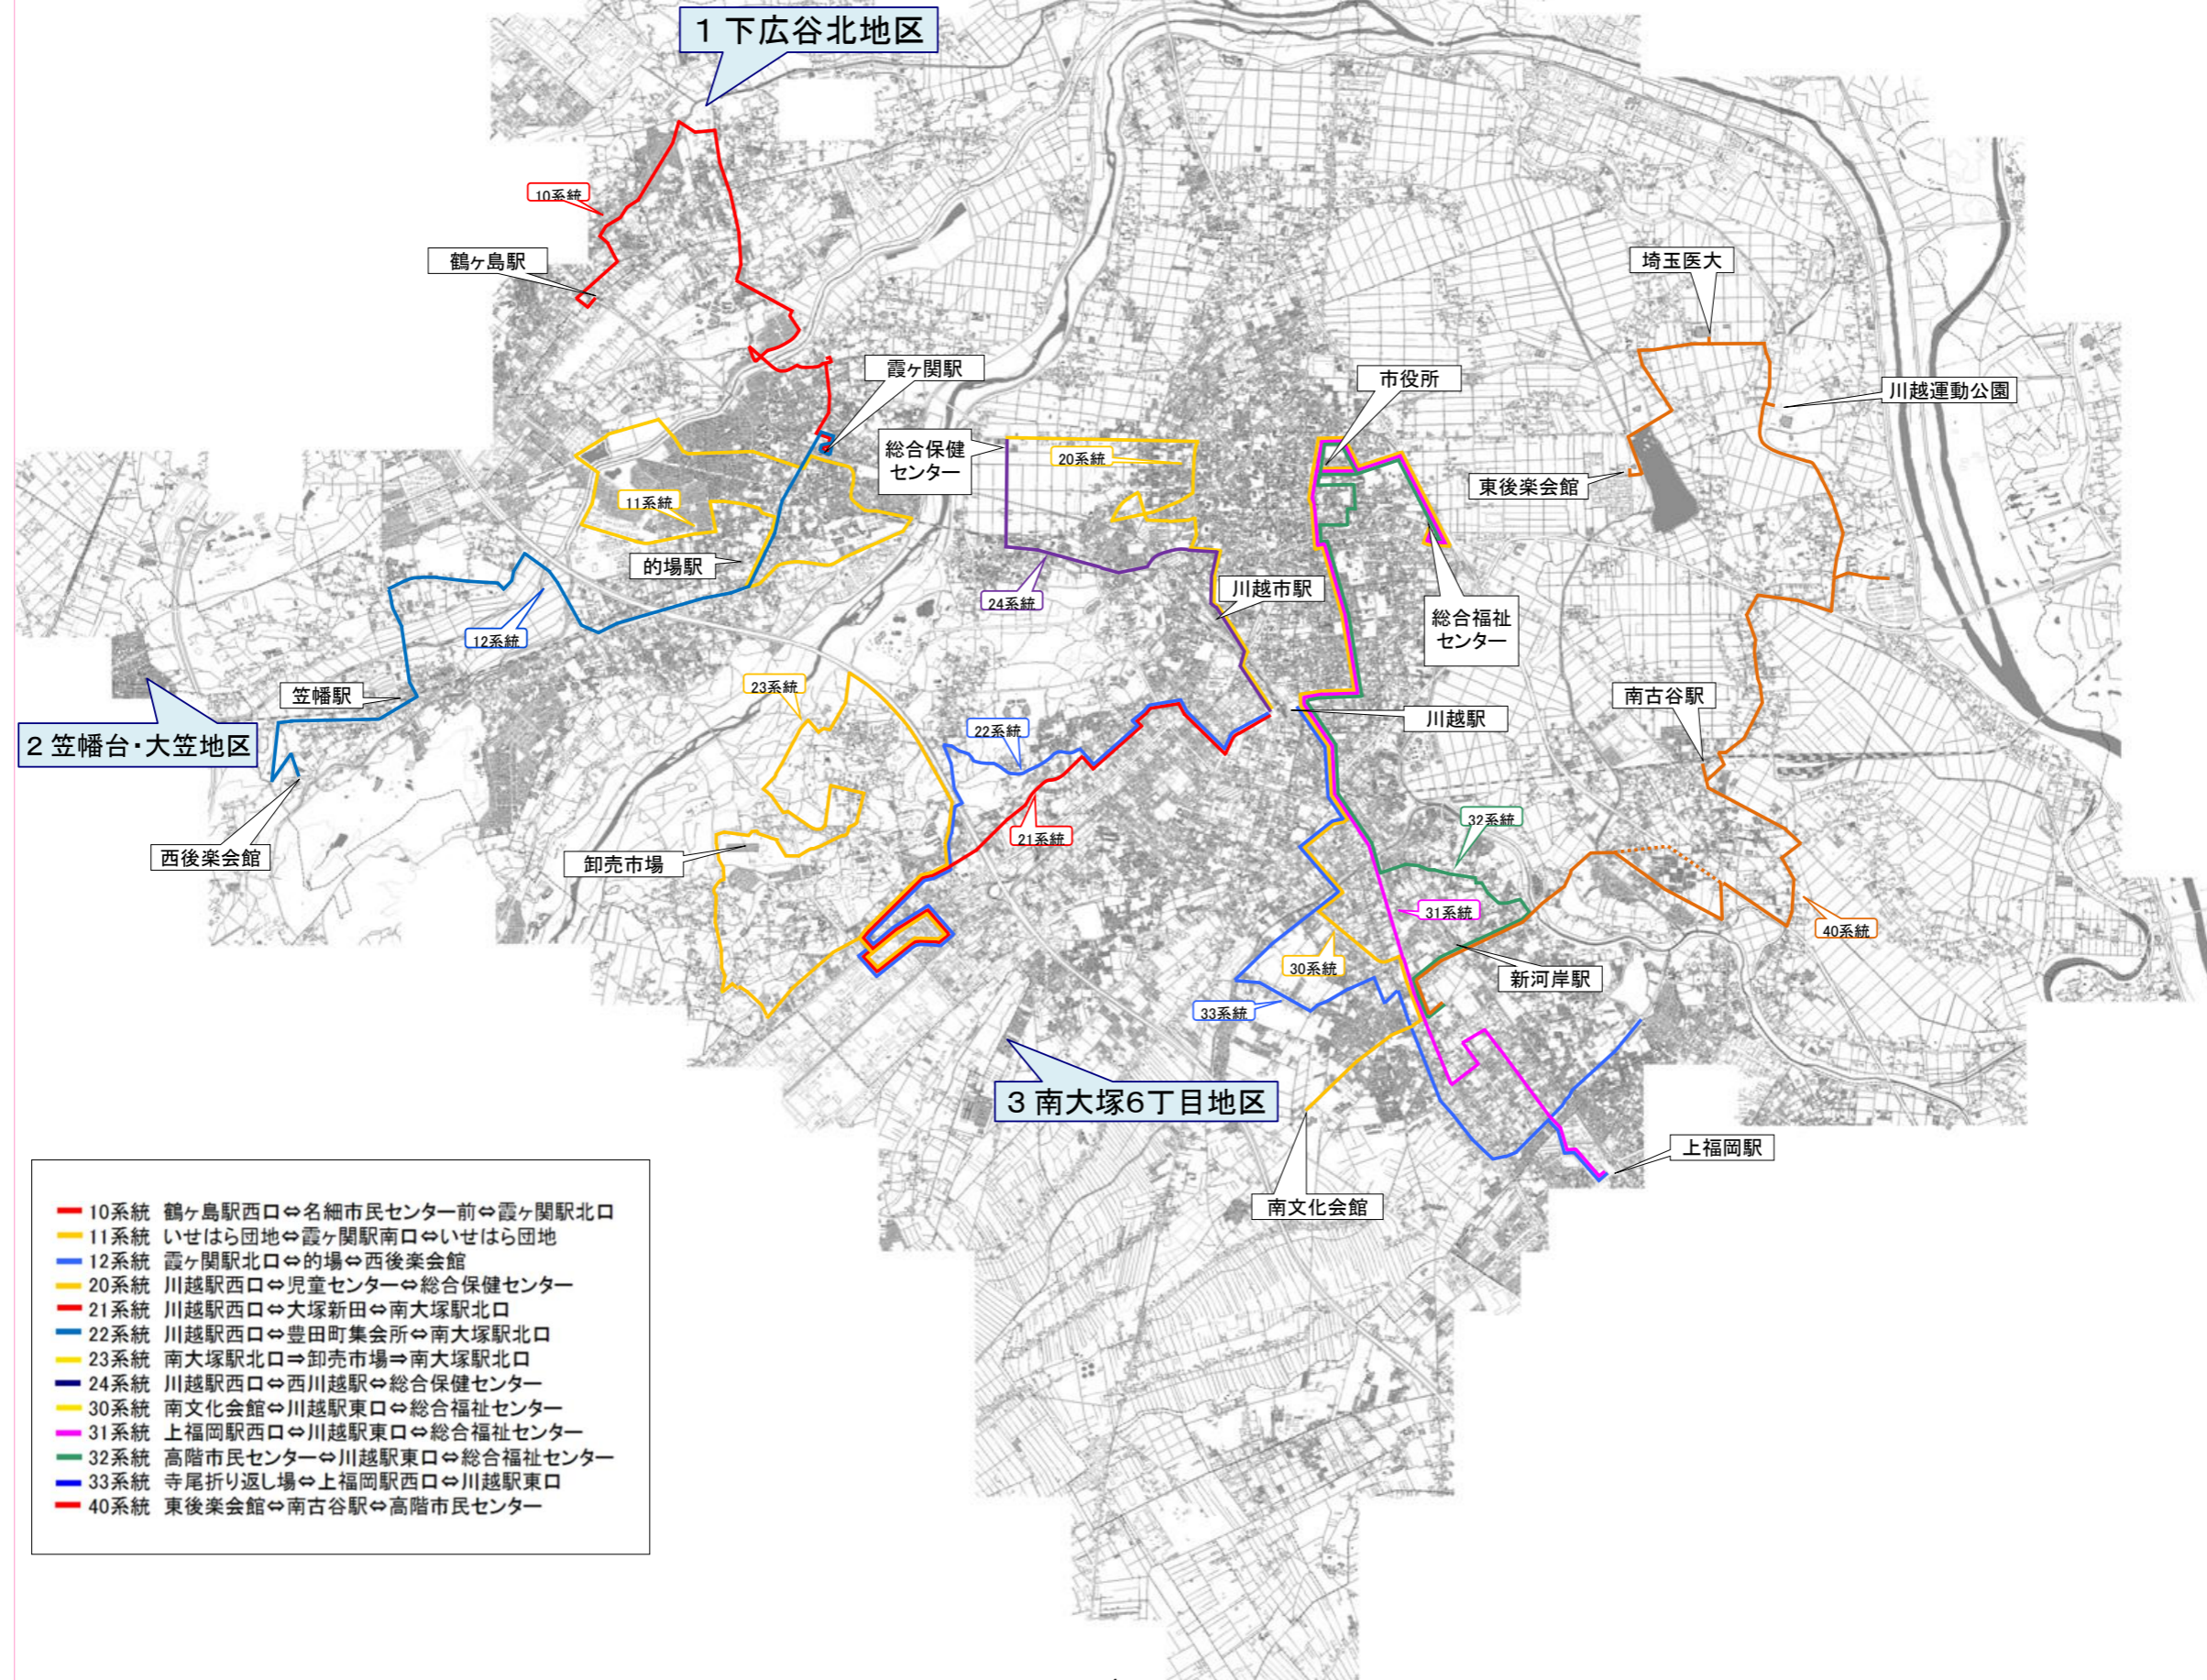 1 下広谷北地区
10系統
鶴ヶ島駅
埼玉医大
霞ヶ関駅
市役所
川越運動公園
総合保健
センター
20系統
東後楽会館
11系統
的場駅
24系統
川越市駅
総合福祉
センター
12系統
笠幡駅
23系統
南古谷駅
川越駅
2 笠幡台・大笠地区
22系統
32系統
21系統
西後楽会館
卸売市場
31系統
40系統
30系統
新河岸駅
33系統
3 南大塚6丁目地区
上福岡駅
南文化会館
10系統 鶴ヶ島駅西口⇔名細市民センター前⇔霞ヶ関駅北口
11系統 いせはら団地⇔霞ヶ関駅南口⇔いせはら団地
12系統 霞ヶ関駅北口⇔的場⇔西後楽会館
20系統 川越駅西口⇔児童センター⇔総合保健センター
21系統 川越駅西口⇔大塚新田⇔南大塚駅北口
22系統 川越駅西口⇔豊田町集会所⇔南大塚駅北口
23系統 南大塚駅北口⇒卸売市場⇒南大塚駅北口
24系統 川越駅西口⇔西川越駅⇔総合保健センター
30系統 南文化会館⇔川越駅東口⇔総合福祉センター
31系統 上福岡駅西口⇔川越駅東口⇔総合福祉センター
32系統 高階市民センター⇔川越駅東口⇔総合福祉センター
33系統 寺尾折り返し場⇔上福岡駅西口⇔川越駅東口
40系統 東後楽会館⇔南古谷駅⇔高階市民センター